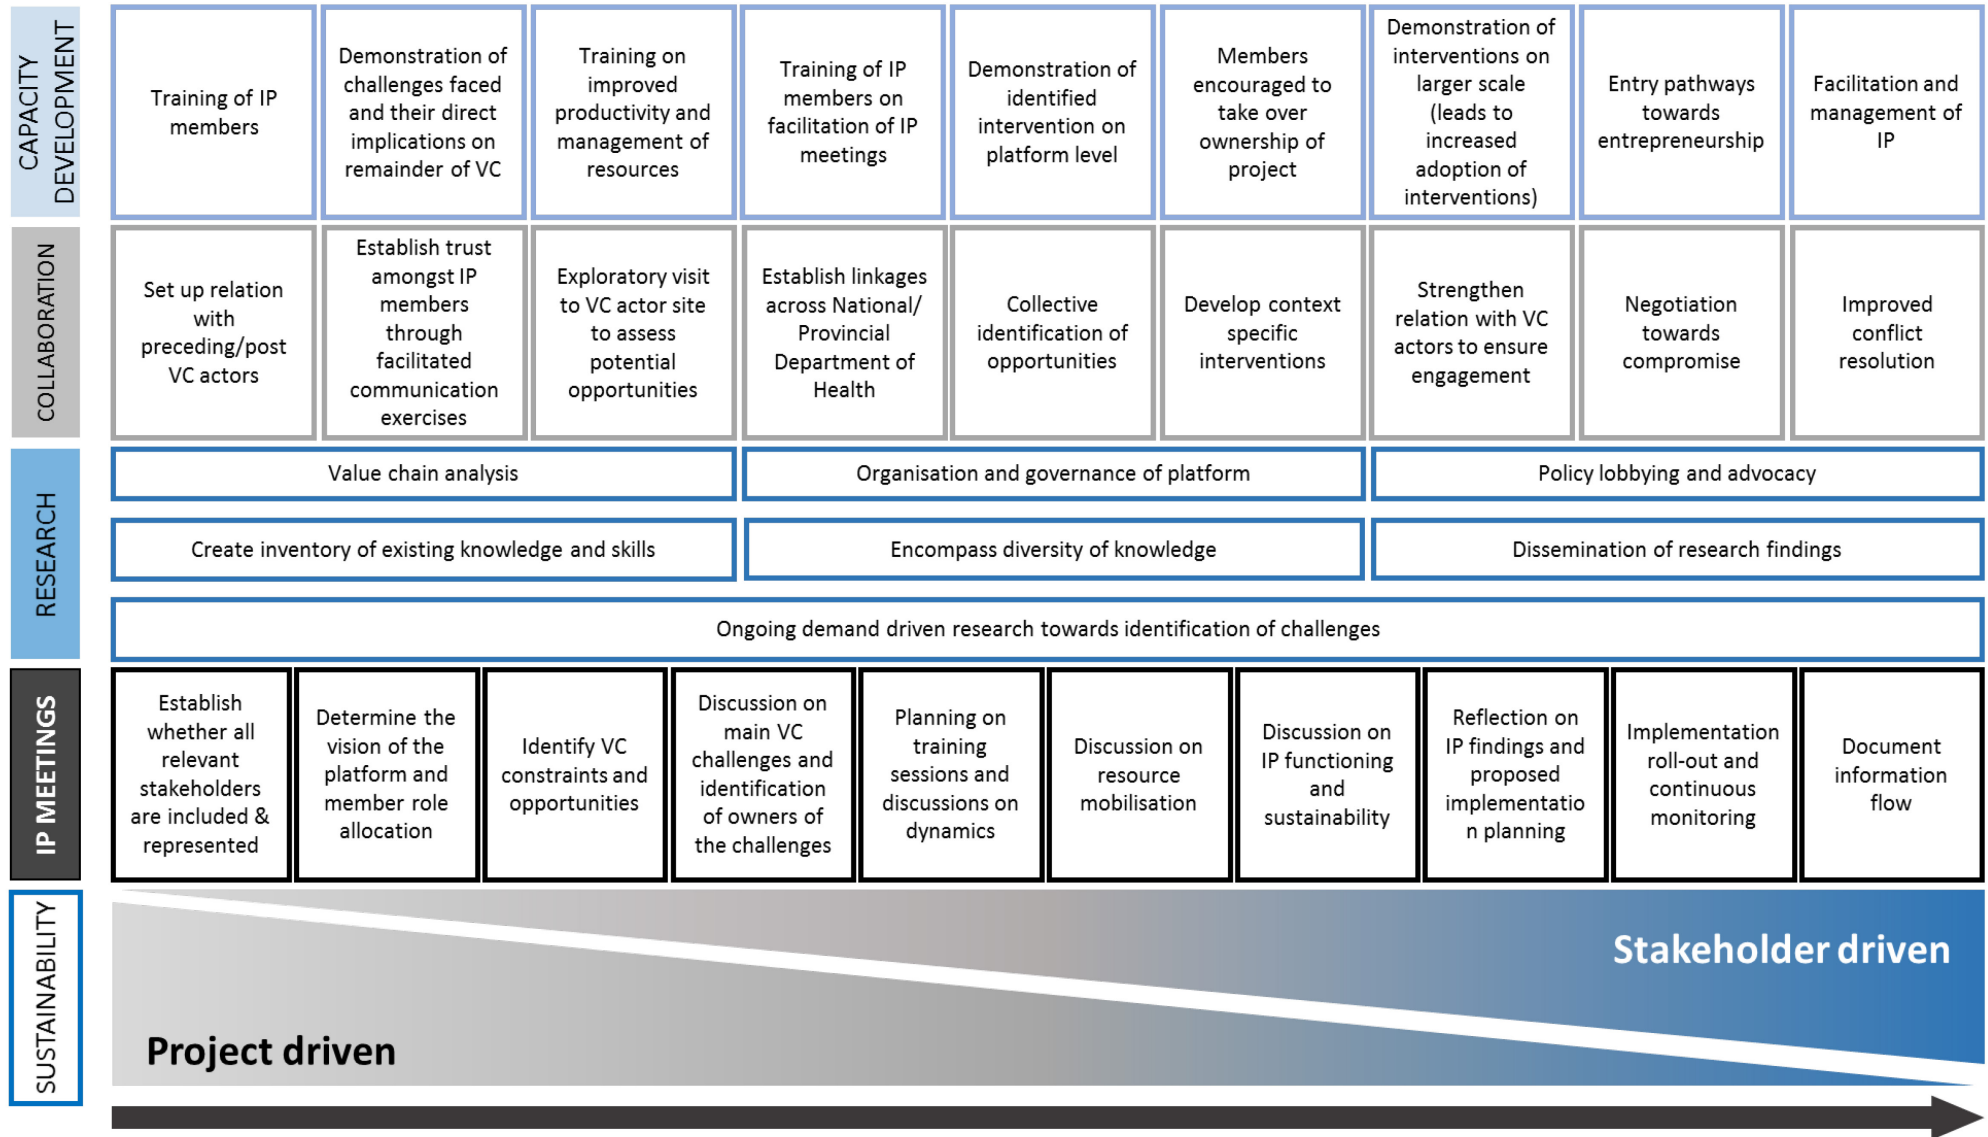 CAPACITY
DEVELOPMENT
Training of IP
members
Demonstration of
challenges faced
and their direct
implications on
remainder of VC
Training on
improved
productivity and
management of
resources
Training of IP
members on
facilitation of IP
meetings
Demonstration of
identified
intervention on
platform level
Members
encouraged to
take over
ownership of
project
Demonstration of
interventions on
larger scale
(leads to
increased
adoption of
interventions)
Entry pathways
towards
entrepreneurship
Facilitation and
management of
IP
COLLABORATION
Set up relation
with
preceding/post
VC actors
Establish trust
amongst IP
members
through
facilitated
communication
exercises
Exploratory visit
to VC actor site
to assess
potential
opportunities
Establish linkages
across National/
Provincial
Department of
Health
Collective
identification of
opportunities
Develop context
specific
interventions
Strengthen
relation with VC
actors to ensure
engagement
Negotiation
towards
compromise
Improved
conflict
resolution
RESEARCH
Value chain analysis
Organisation and governance of platform
Policy lobbying and advocacy
Create inventory of existing knowledge and skills
Encompass diversity of knowledge
Dissemination of research findings
Ongoing demand driven research towards identification of challenges
IP MEETINGS
Establish
whether all
relevant
stakeholders
are included &
represented
Determine the
vision of the
platform and
member role
allocation
Identify VC
constraints and
opportunities
Discussion on
main VC
challenges and
identification
of owners of
the challenges
Planning on
training
sessions and
discussions on
dynamics
Discussion on
resource
mobilisation
Discussion on
IP functioning
and
sustainability
Reflection on
IP findings and
proposed
implementatio
n planning
Implementation
roll-out and
continuous
monitoring
Document
information
flow
SUSTAINABILITY
Stakeholder driven
Project driven